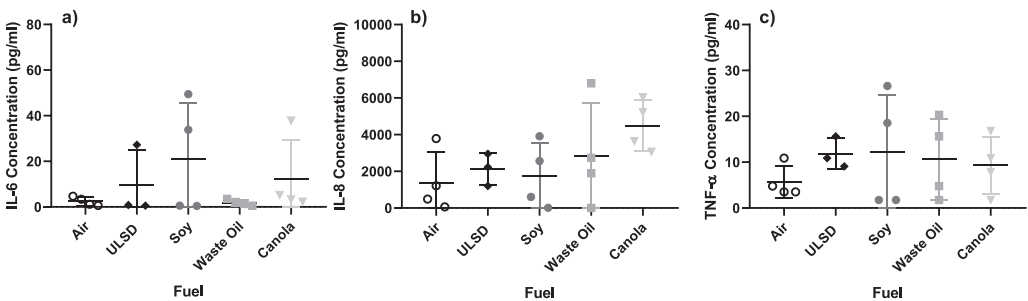 a)
IL-6 Concentration (pg/ml)
80
60
40
20
0
Air
ULSD
Soy
Waste Oil
Canola
Fuel
b)
IL-8 Concentration (pg/ml)
10000
8000
6000
4000
2000
0
Air
ULSD
Soy
Waste Oil
Canola
Fuel
c)
TNF-α Concentration (pg/ml)
40
30
20
10
0
Air
ULSD
Soy
Waste Oil
Canola
Fuel